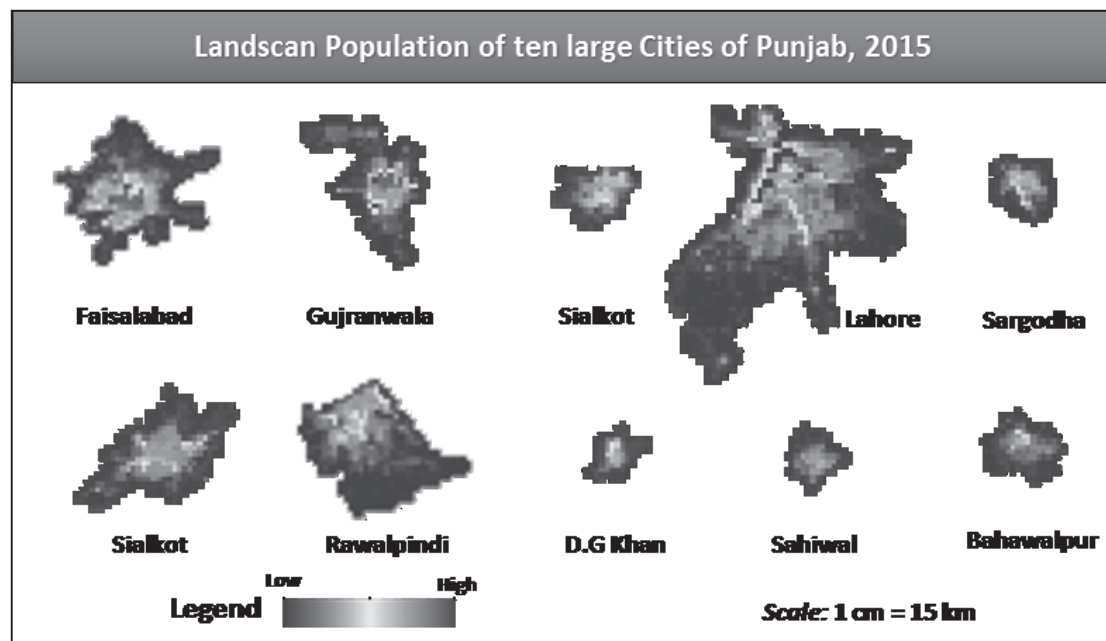 Landscan Population of ten large Cities of Punjab, 2015
Faisalabad
Gujranwala
Sialkot
Lahore
Sargodha
Sialkot
Rawalpindi
D.G Khan
Sahiwal
Bahawalpur
Legend
Low
High
Scale: 1 cm = 15 km